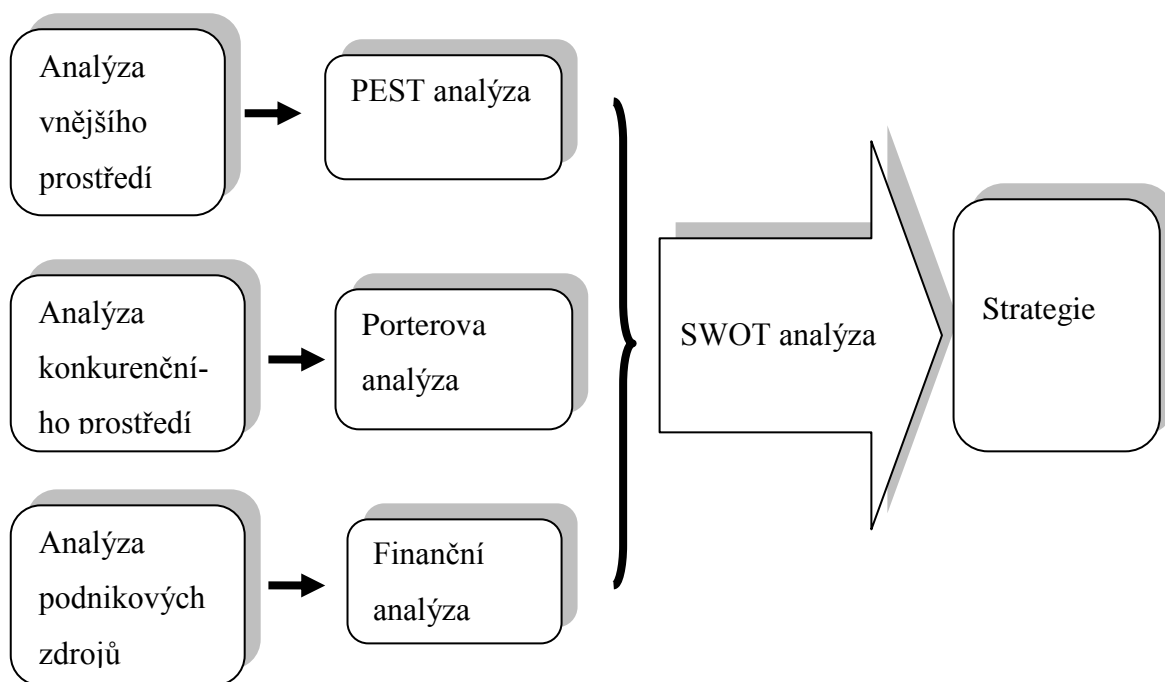 Analýza
vnějšího
prostředí
PEST analýza
Analýza
konkurenční-
ho prostředí
Porterova
analýza
Analýza
podnikových
zdrojů
Finanční
analýza
SWOT analýza
Strategie